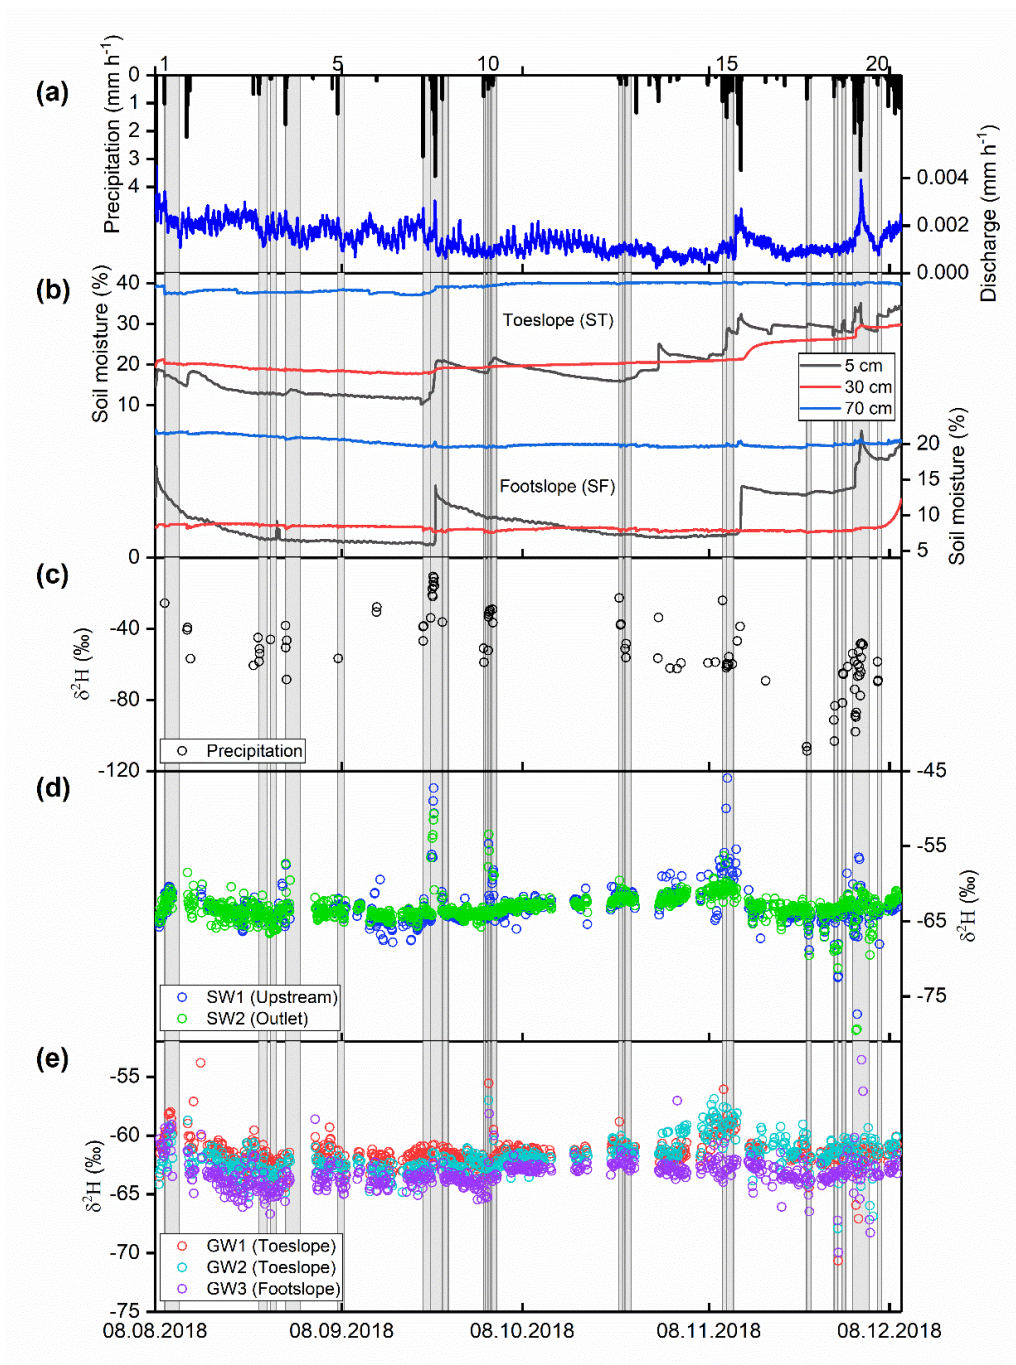 1 5 10 15 20
(a)
Precipitation (mm h-1)
0
1
2
3
4
Discharge (mm h-1)
0.004
0.002
0.000
(b)
Soil moisture (%)
40
30
20
10
Toeslope (ST)
5 cm
30 cm
70 cm
Footslope (SF)
Soil moisture (%)
20
15
10
5
(c)
δ2H (‰)
0
-40
-80
-120
Precipitation
(d)
-45
-55
-65
-75
δ2H (‰)
SW1 (Upstream)
SW2 (Outlet)
(e)
δ2H (‰)
-55
-60
-65
-70
-75
GW1 (Toeslope)
GW2 (Toeslope)
GW3 (Footslope)
08.08.2018 08.09.2018 08.10.2018 08.11.2018 08.12.2018